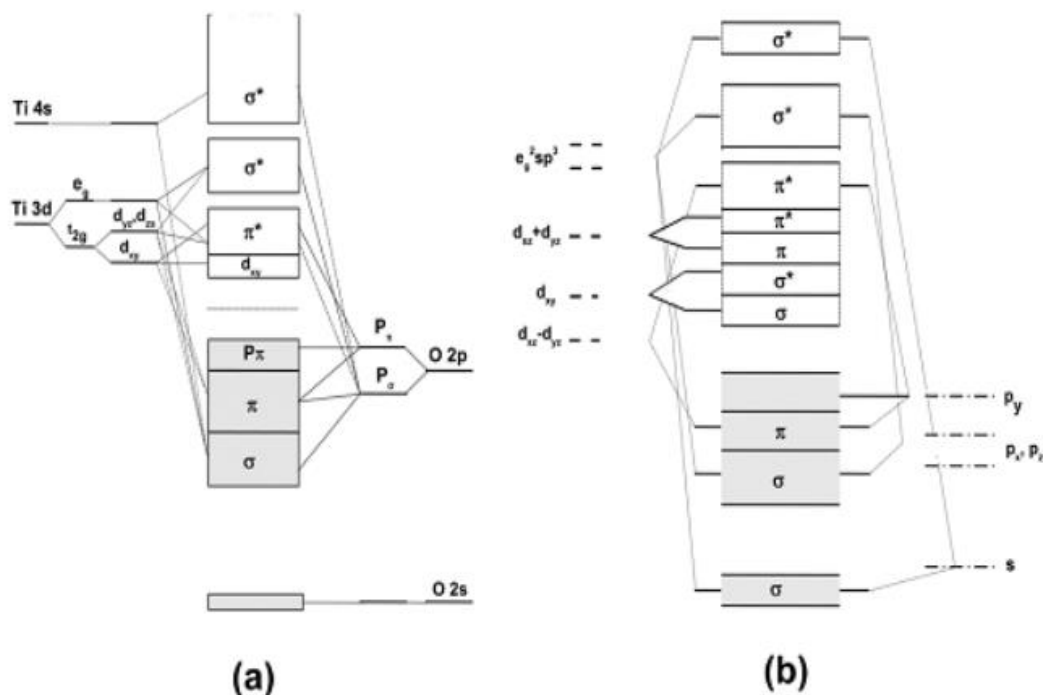 σ*
Ti 4s
σ*
e_g
Ti 3d
d_yz,d_zx
t_2g
d_xy
π*
d_xy
Pπ
P_π
O 2p
π
P_σ
σ
O 2s
(a)
σ*
σ*
e_g²sp³
π*
π*
d_xz+d_yz
π
σ*
d_xy
σ
d_xz-d_yz
p_y
π
p_x, p_z
σ
s
σ
(b)